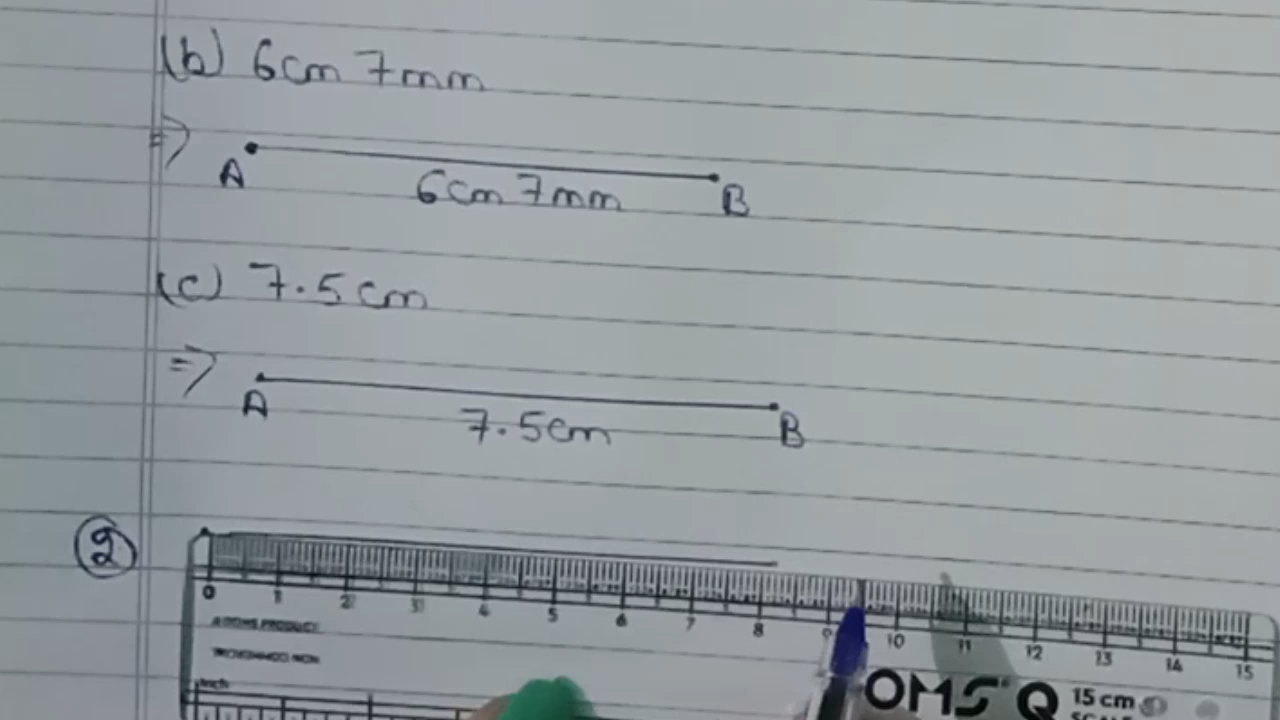 (b) 6cm 7mm
⇒
A B
6cm 7mm
(c) 7.5cm
⇒
A B
7.5cm
②
0 1 2 3 4 5 6 7 8 9 10 11 12 13 14 15
OMS Q 15 cm
Inch